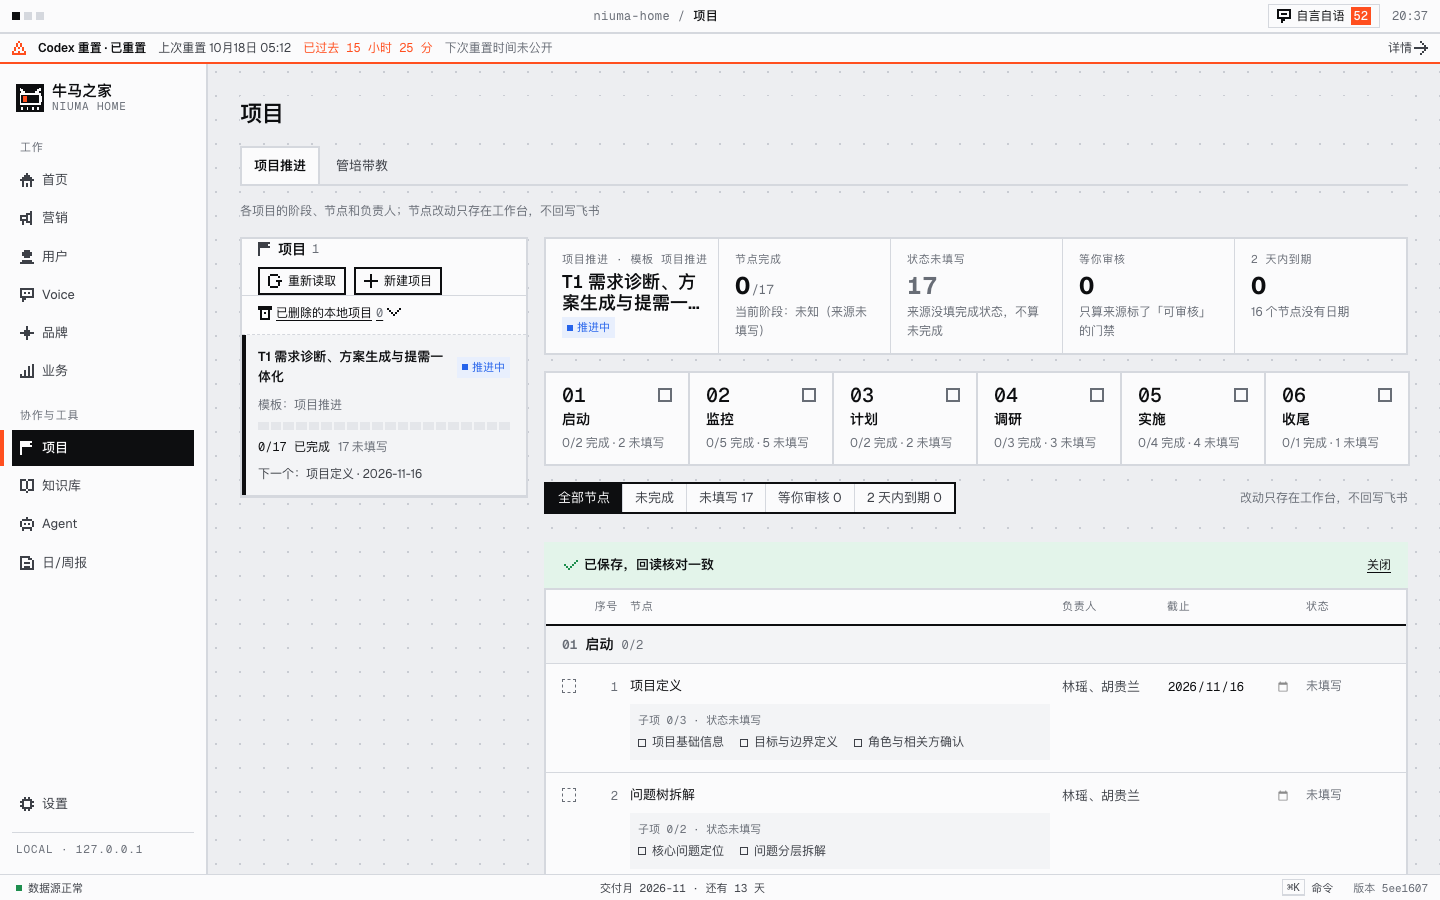 niuma-home / 项目
自言自语 52
20:37
Codex 重置 · 已重置 上次重置 10月18日 05:12 已过去 15 小时 25 分 下次重置时间未公开 详情
牛马之家
NIUMA HOME
工作
首页
营销
用户
Voice
品牌
业务
协作与工具
项目
知识库
Agent
日/周报
设置
LOCAL · 127.0.0.1
项目
项目推进 管培带教
各项目的阶段、节点和负责人；节点改动只存在工作台，不回写飞书
项目 1
重新读取 新建项目
已删除的本地项目 0
T1 需求诊断、方案生成与提需一
体化
推进中
模板：项目推进
0/17 已完成 17 未填写
下一个：项目定义 · 2026-11-16
项目推进 · 模板 项目推进
T1 需求诊断、方
案生成与提需一…
推进中
节点完成
0/17
当前阶段：未知（来源未
填写）
状态未填写
17
来源没填完成状态，不算
未完成
等你审核
0
只算来源标了「可审核」
的门禁
2 天内到期
0
16 个节点没有日期
01
启动
0/2 完成 · 2 未填写
02
监控
0/5 完成 · 5 未填写
03
计划
0/2 完成 · 2 未填写
04
调研
0/3 完成 · 3 未填写
05
实施
0/4 完成 · 4 未填写
06
收尾
0/1 完成 · 1 未填写
全部节点 未完成 未填写 17 等你审核 0 2 天内到期 0
改动只存在工作台，不回写飞书
已保存，回读核对一致 关闭
序号 节点 负责人 截止 状态
01 启动 0/2
1 项目定义 林瑶、胡贵兰 2026/11/16 未填写
子项 0/3 · 状态未填写
项目基础信息 目标与边界定义 角色与相关方确认
2 问题树拆解 林瑶、胡贵兰 未填写
子项 0/2 · 状态未填写
核心问题定位 问题分层拆解
数据源正常
交付月 2026-11 · 还有 13 天
⌘K 命令 版本 5ee1607